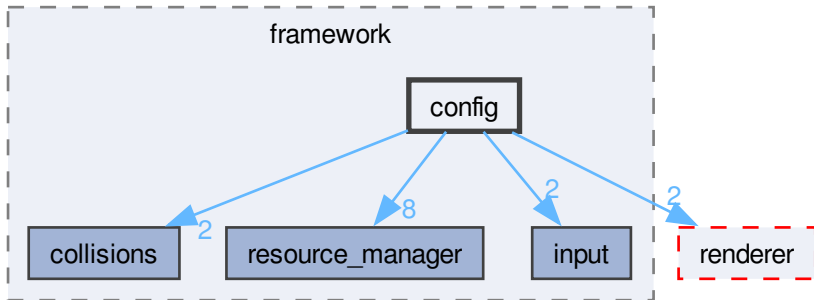 framework
config
2
8
2
2
collisions
resource_manager
input
renderer